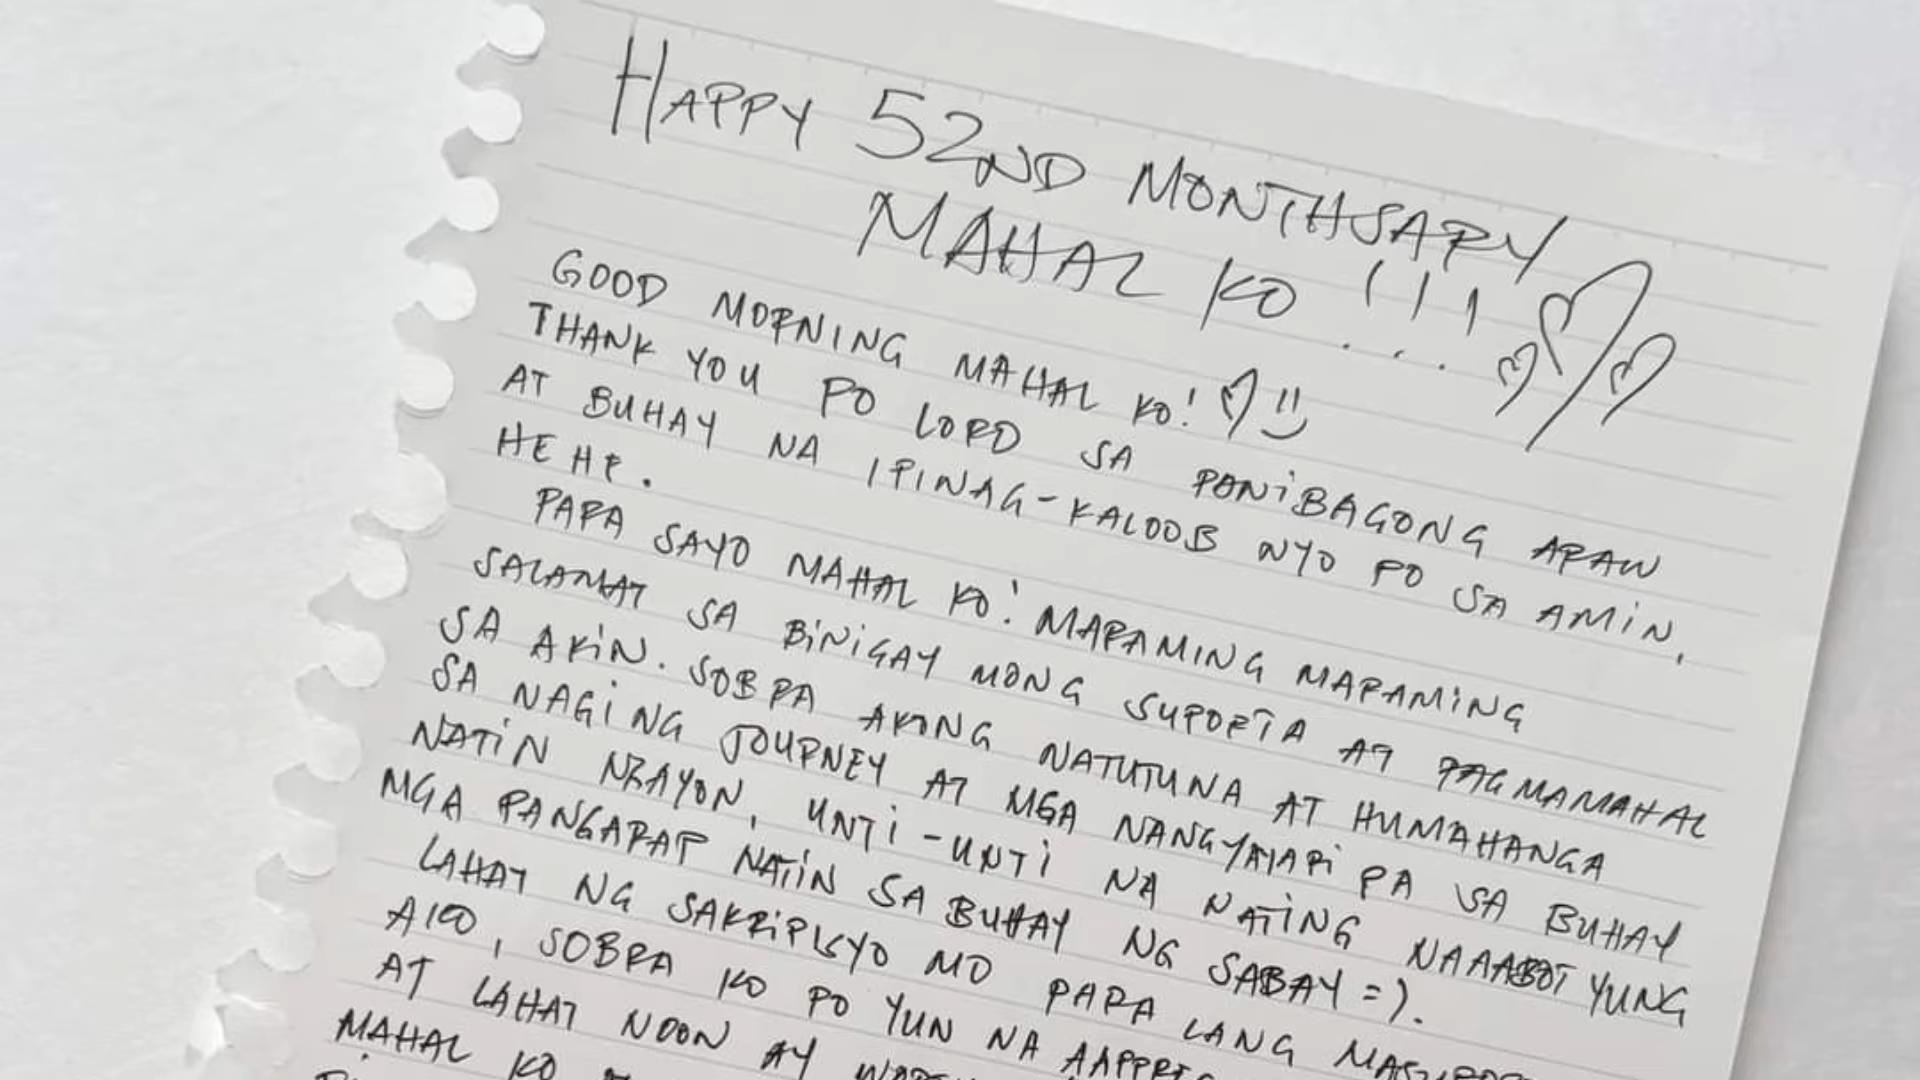 HAPPY 52ND MONTHSARY
MAHAL KO !!!
GOOD MORNING MAHAL KO!
THANK YOU PO LORD SA PANIBAGONG ARAW
AT BUHAY NA IPINAG-KALOOB NYO PO SA AMIN,
HEHE.
PARA SAYO MAHAL KO! MARAMING MARAMING
SALAMAT SA BINIGAY MONG SUPORTA AT PAGMAMAHAL
SA AKIN. SOBRA AKONG NATUTUNA AT HUMAHANGA
SA NAGING JOURNEY AT MGA NANGYAYARI PA SA BUHAY
NATIN NGAYON, UNTI-UNTI NA NATING NAAABOT YUNG
MGA PANGARAP NATIN SA BUHAY NG SABAY =).
LAHAT NG SAKRIPISYO MO PARA LANG
AKO, SOBRA KO PO YUN NA
AT LAHAT NOON AY
MAHAL KO